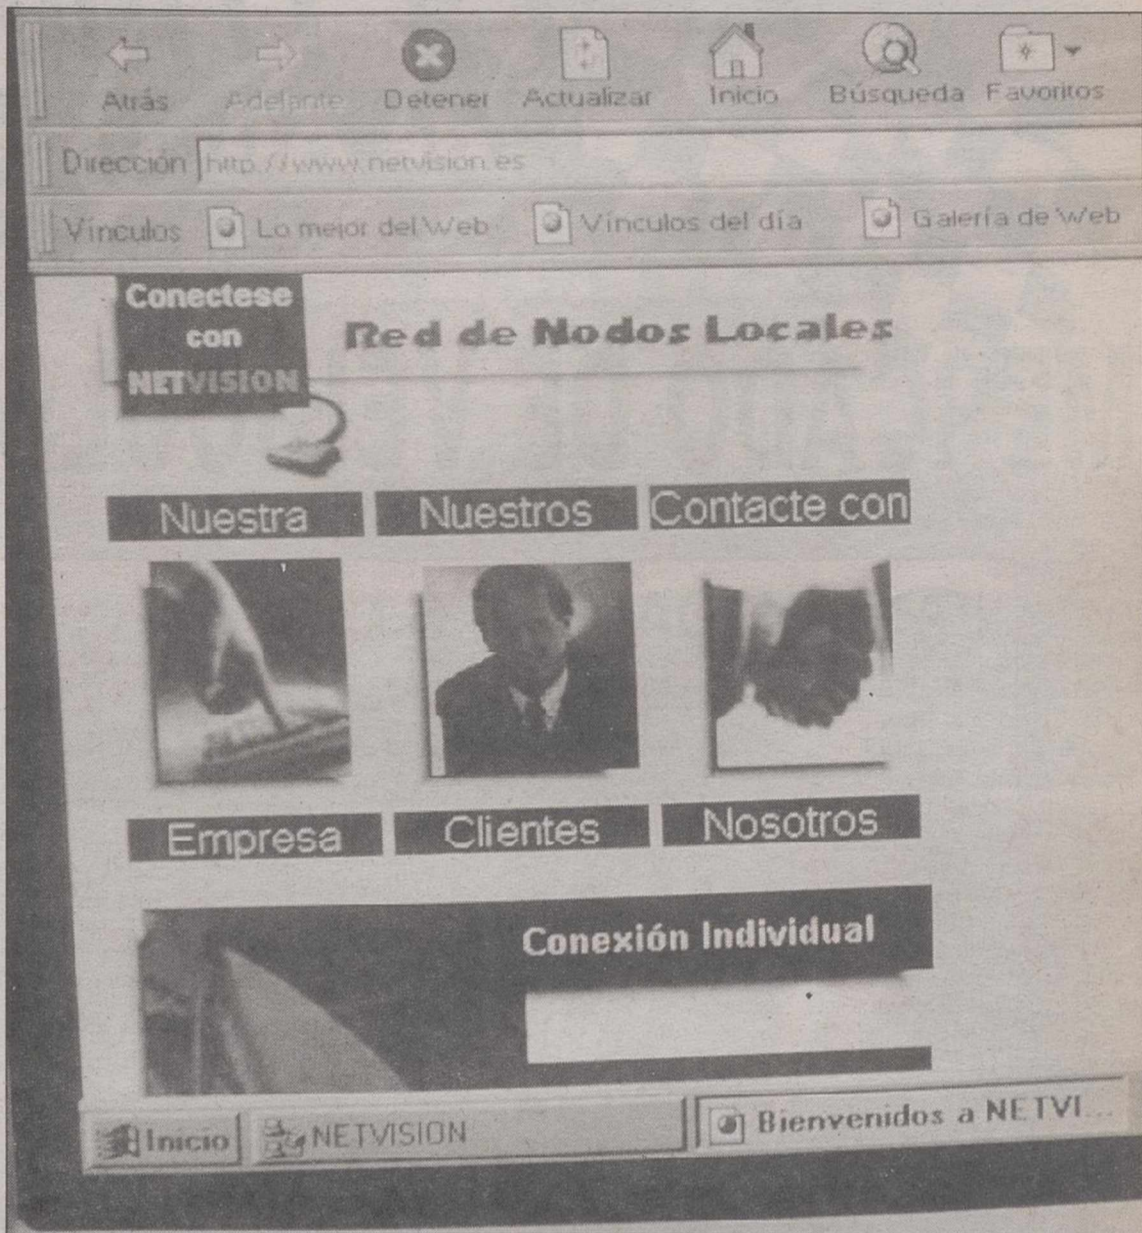 Atrás Adelante Detener Actualizar Inicio Búsqueda Favoritos
Dirección http://www.netvision.es
Vínculos Lo mejor del Web Vínculos del día Galería de Web
Conectese
con
NETVISION
Red de Nodos Locales
Nuestra Nuestros Contacte con
Empresa Clientes Nosotros
Conexión Individual
Inicio NETVISION Bienvenidos a NETVI...